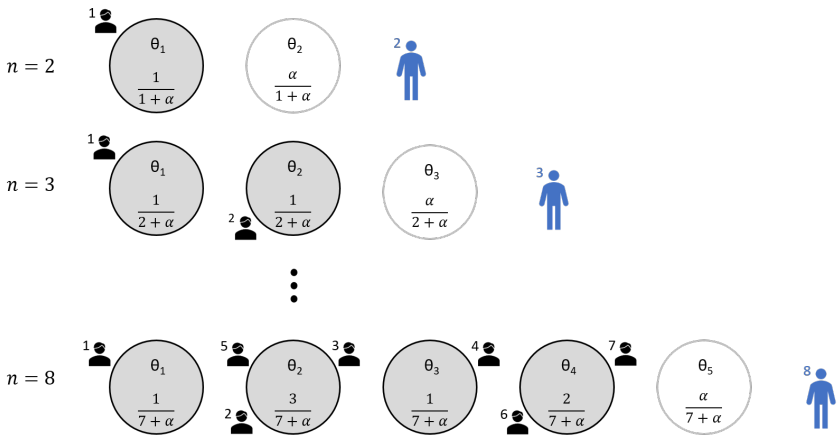 1
θ₁
θ₂
2
n = 2
1/(1 + α)
α/(1 + α)
1
θ₁
θ₂
θ₃
3
n = 3
1/(2 + α)
1/(2 + α)
α/(2 + α)
2
1
5
3
4
7
8
θ₁
θ₂
θ₃
θ₄
θ₅
n = 8
1/(7 + α)
3/(7 + α)
1/(7 + α)
2/(7 + α)
α/(7 + α)
2
6